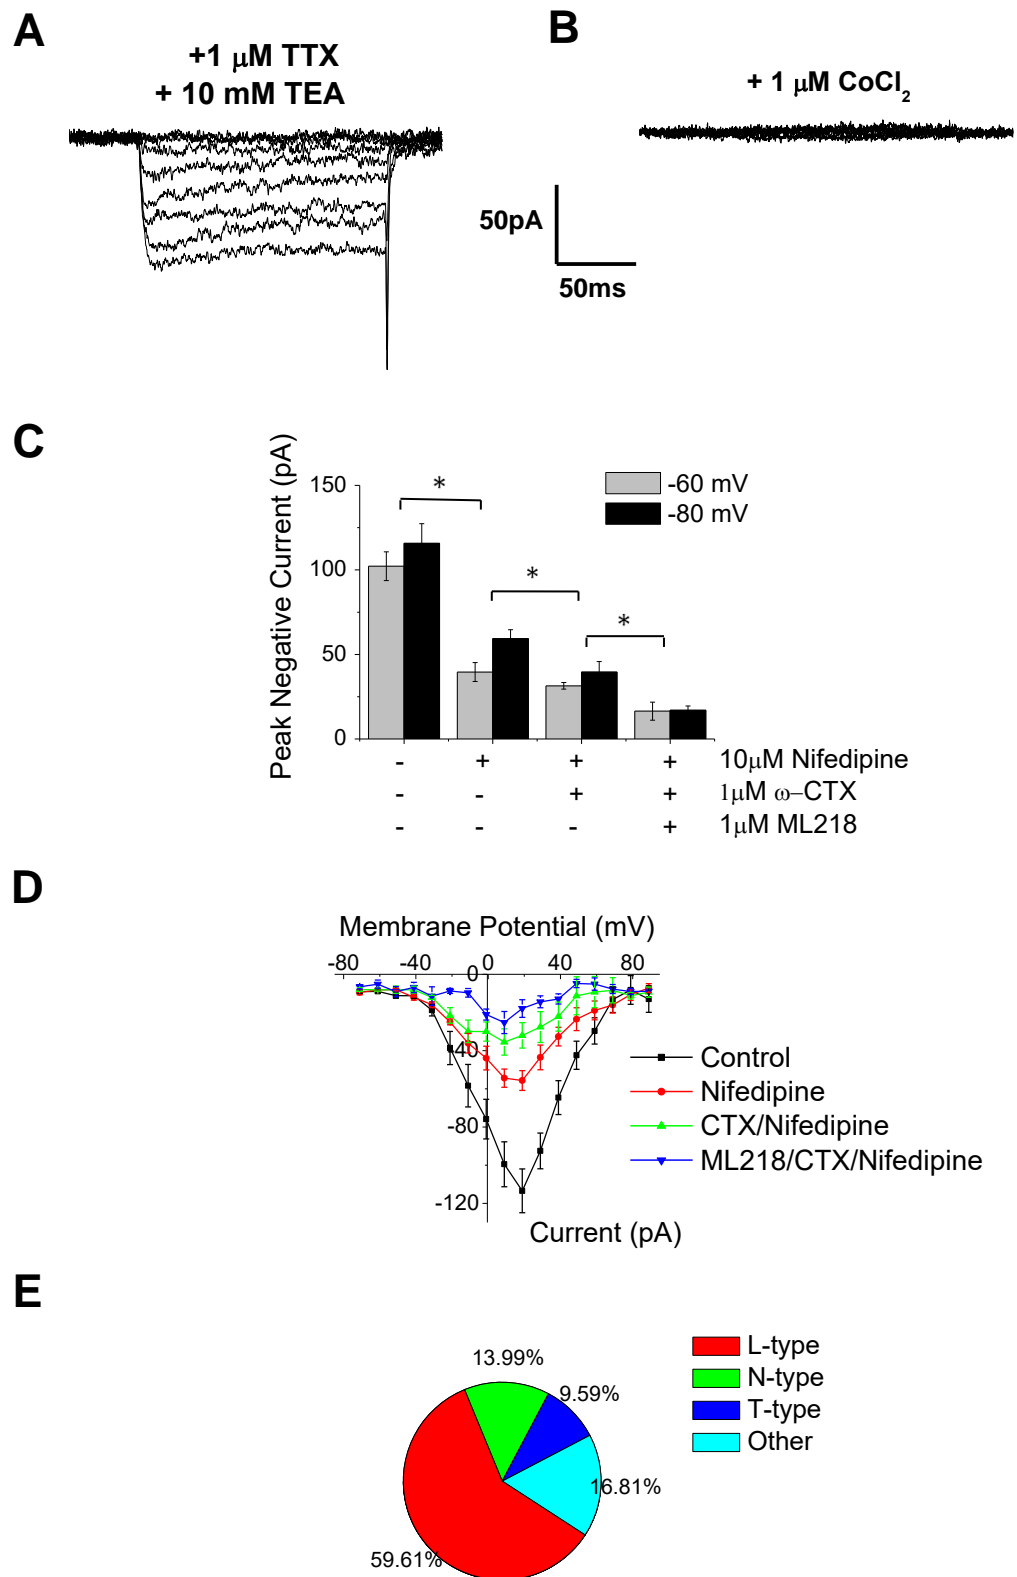 A
+1 μM TTX
+ 10 mM TEA
B
+ 1 μM CoCl₂
50pA
50ms
C
Peak Negative Current (pA)
150
100
50
0
-60 mV
-80 mV
*
*
*
- + + + 10μM Nifedipine
- - + + 1μM ω–CTX
- - - + 1μM ML218
D
Membrane Potential (mV)
-80 -40 0 40 80
0
-40
-80
-120
Current (pA)
Control
Nifedipine
CTX/Nifedipine
ML218/CTX/Nifedipine
E
13.99%
9.59%
16.81%
59.61%
L-type
N-type
T-type
Other